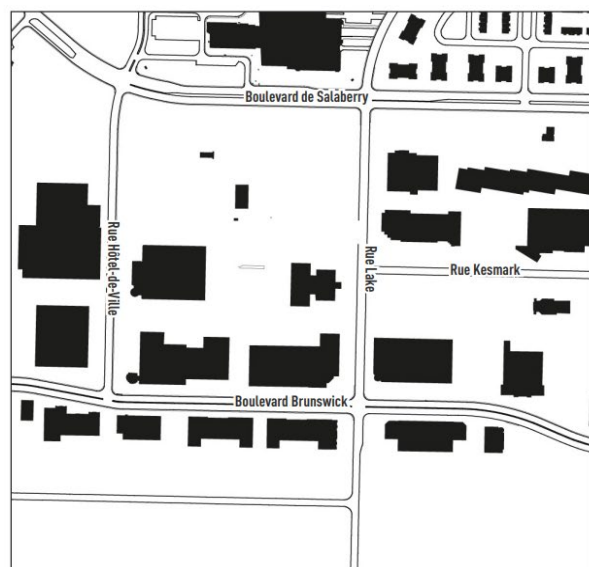 Boulevard de Salaberry
Rue Hôtel-de-Ville
Rue Lake
Rue Kesmark
Boulevard Brunswick